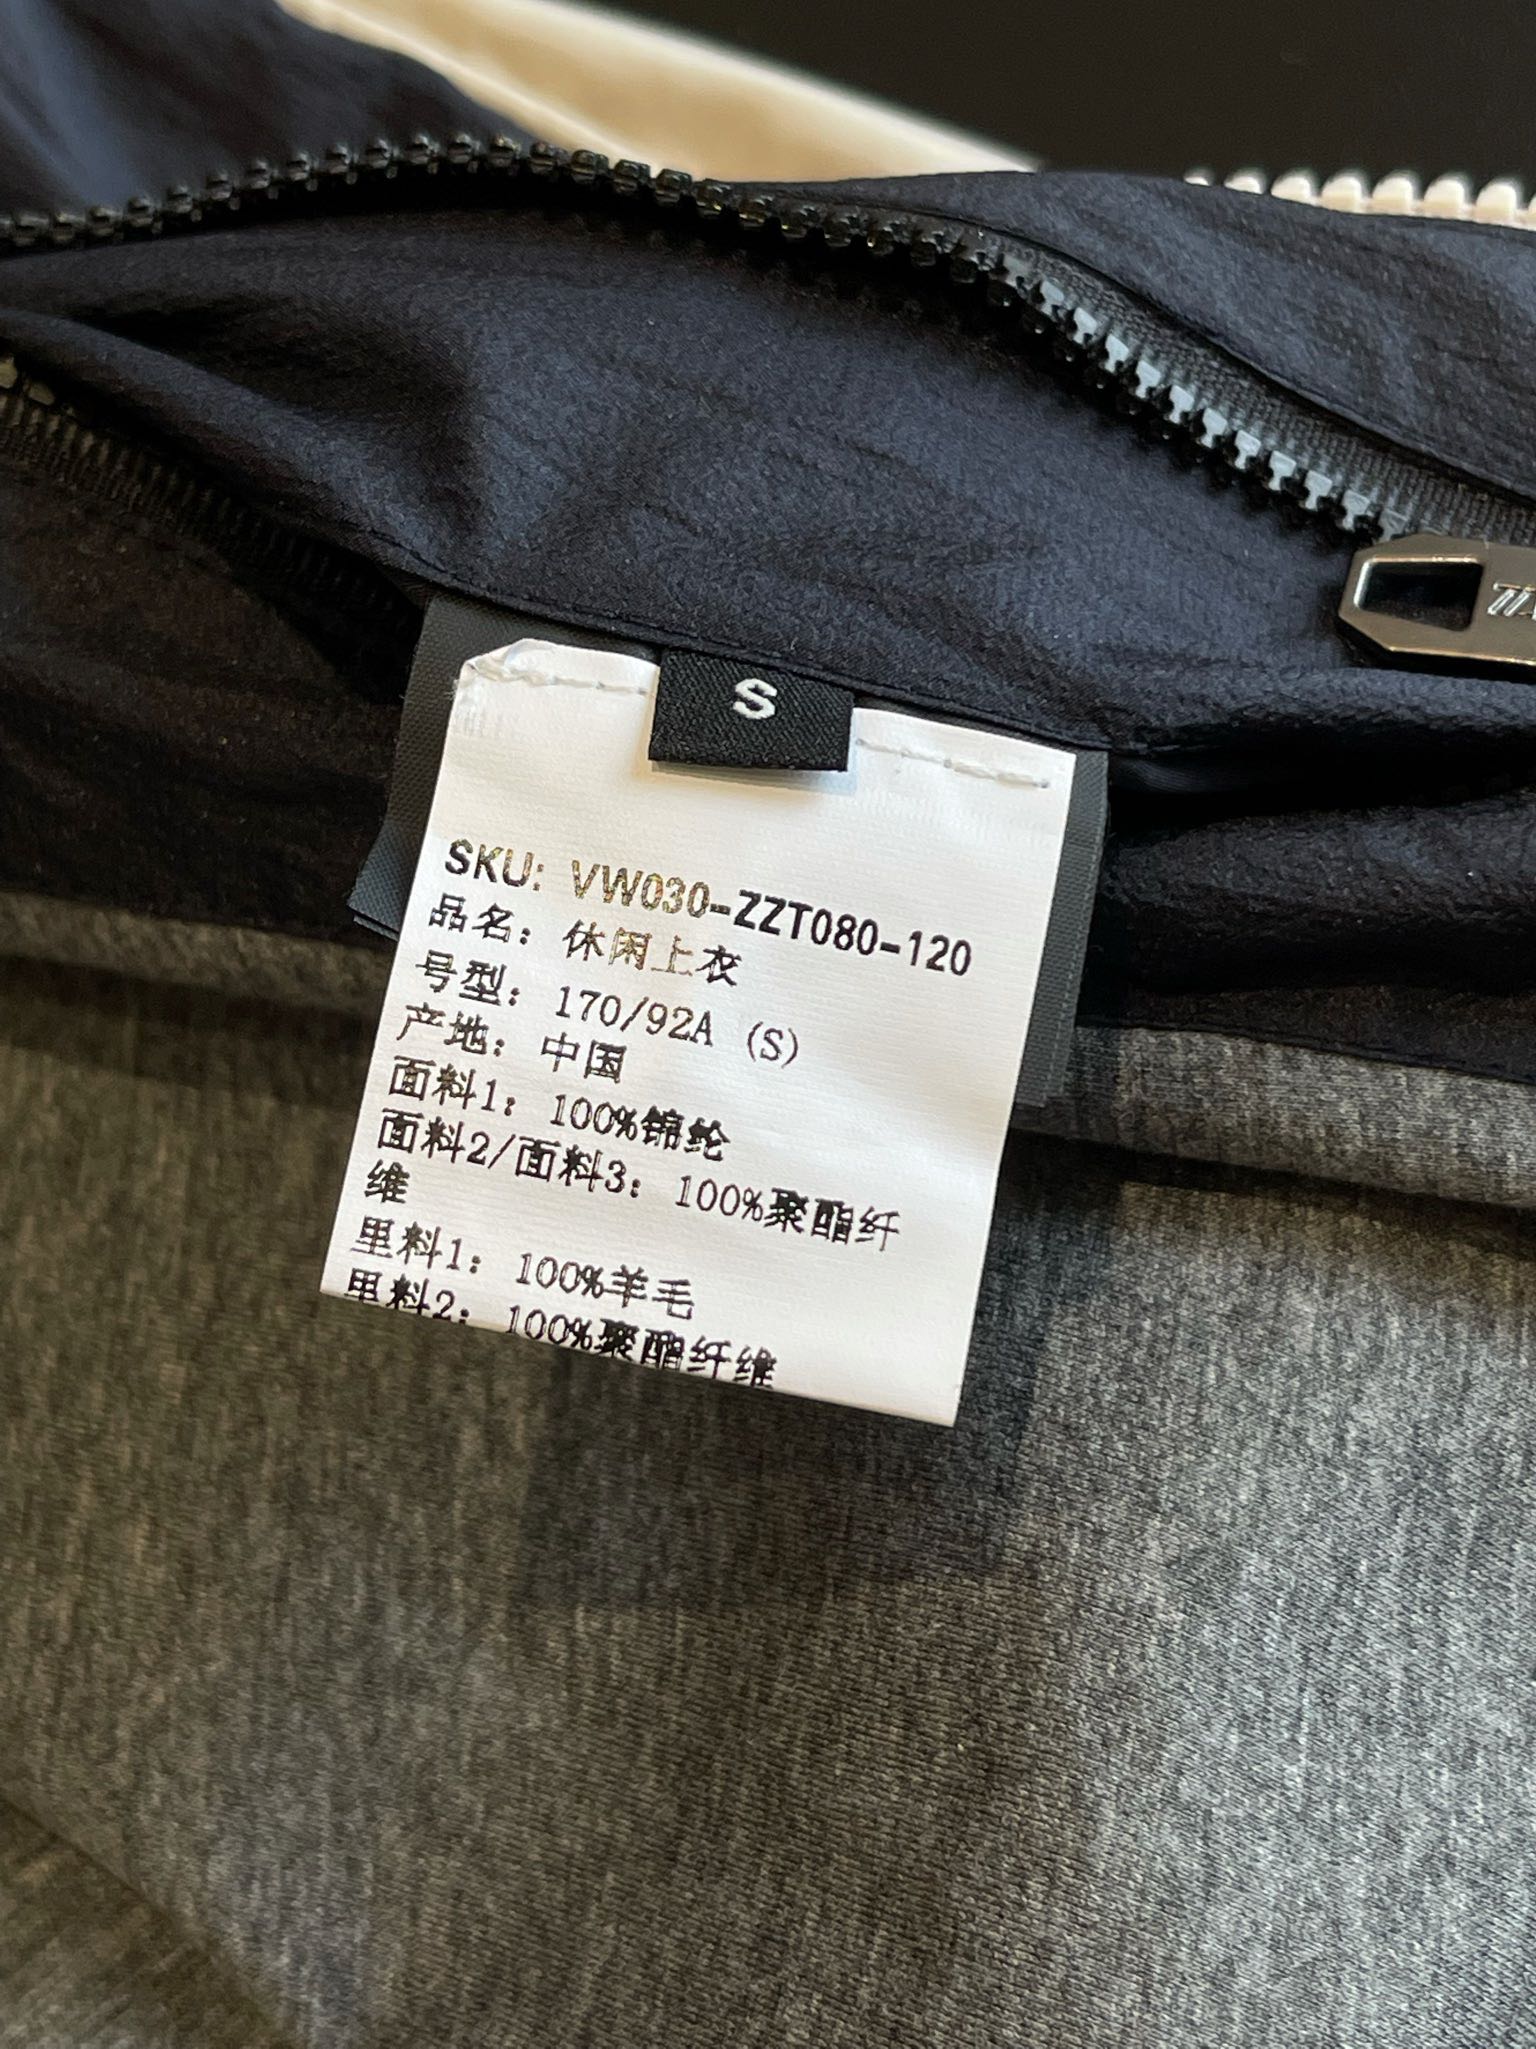 S
SKU: VW030-ZZT080-120
品名: 休闲上衣
号型: 170/92A (S)
产地: 中国
面料1: 100%锦纶
面料2/面料3: 100%聚酯纤
维
里料1: 100%羊毛
里料2: 100%聚酯纤维